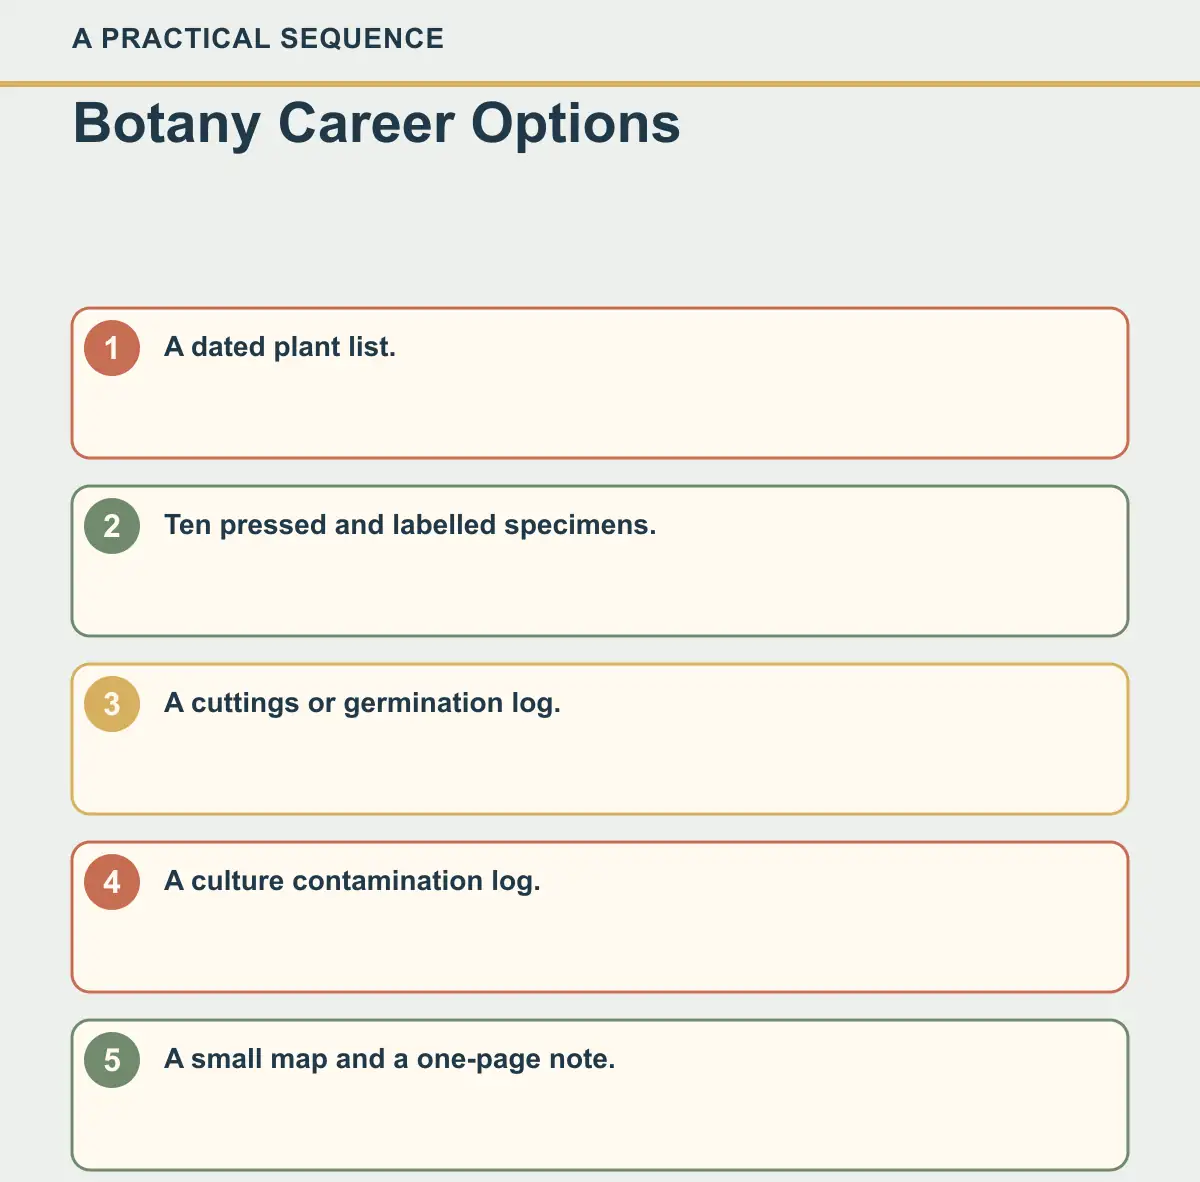 A PRACTICAL SEQUENCE
Botany Career Options
1 A dated plant list.
2 Ten pressed and labelled specimens.
3 A cuttings or germination log.
4 A culture contamination log.
5 A small map and a one-page note.